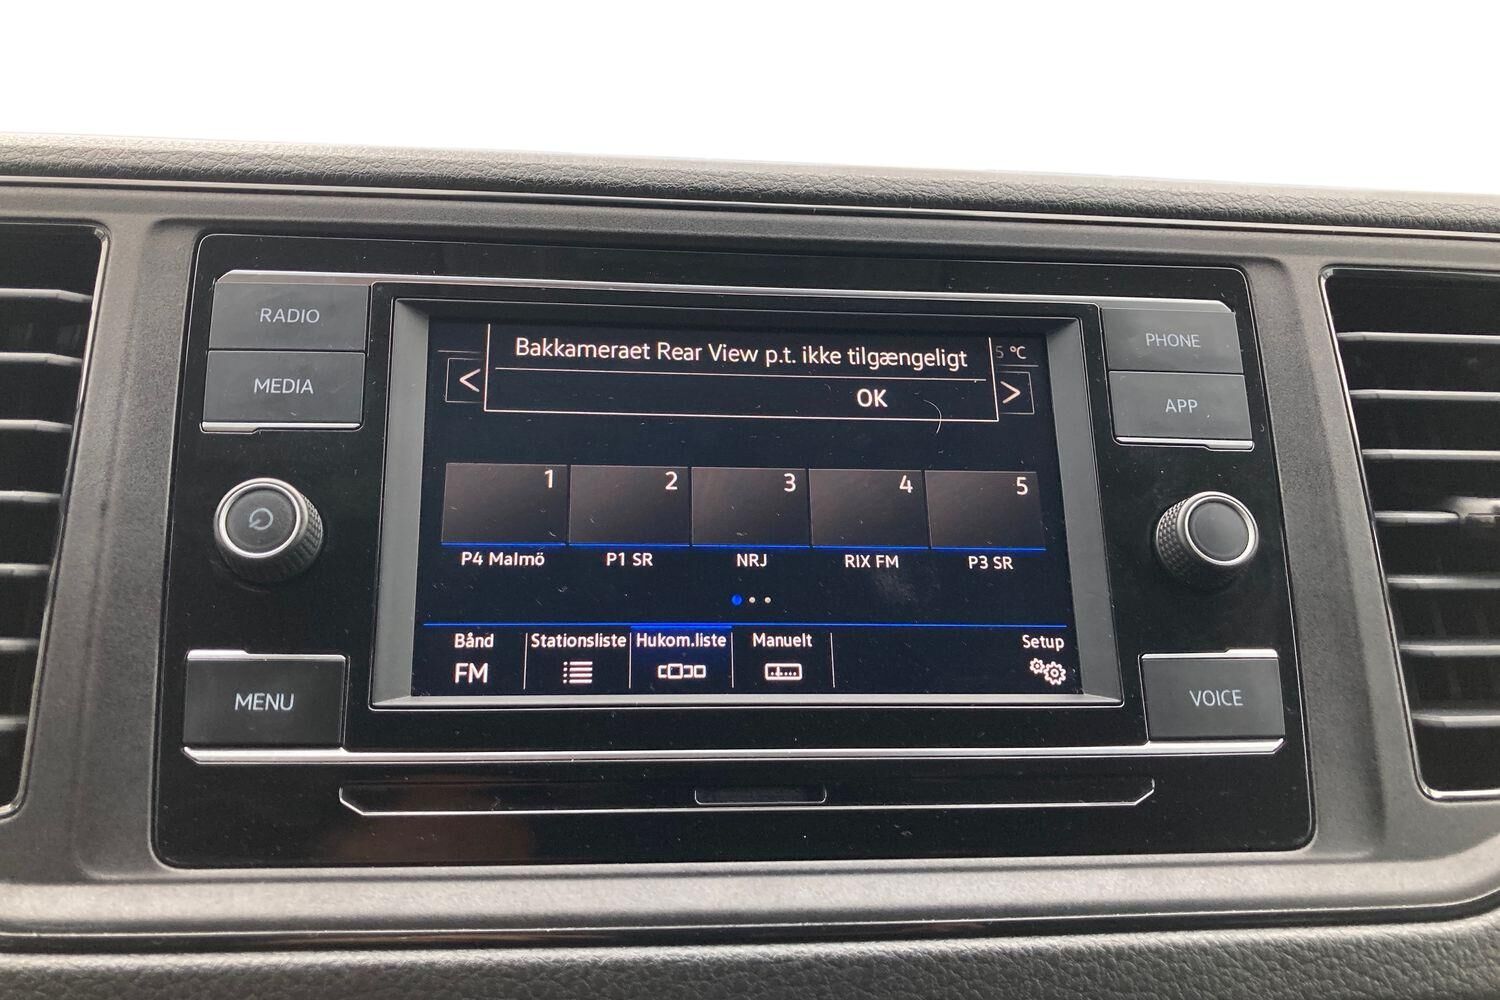 RADIO
MEDIA
MENU
PHONE
APP
VOICE
Bakkameraet Rear View p.t. ikke tilgængeligt
OK
5 °C
<
>
1 2 3 4 5
P4 Malmö P1 SR NRJ RIX FM P3 SR
Bånd Stationsliste Hukom.liste Manuelt Setup
FM